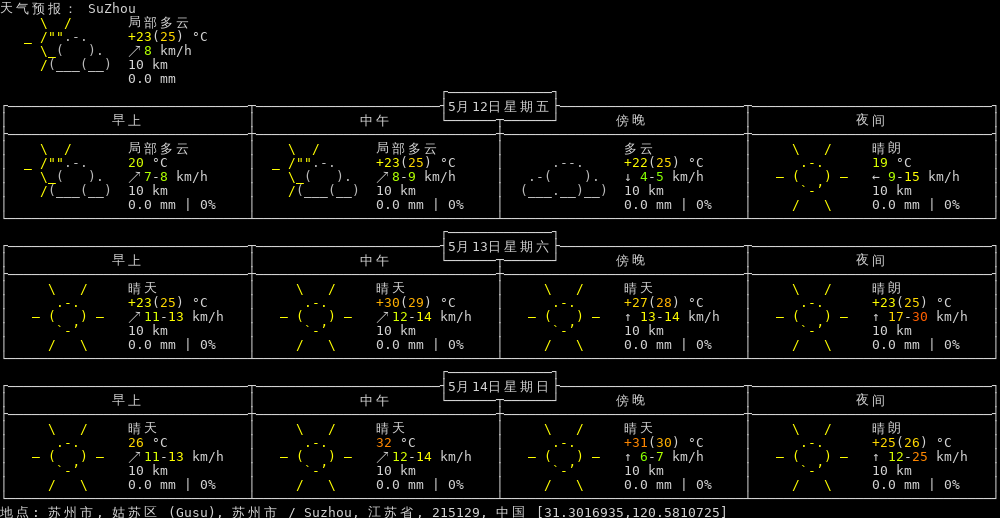 天气预报： SuZhou
局部多云
+23(25) °C
↗8 km/h
10 km
0.0 mm
5月12日星期五
早上 中午 傍晚 夜间
局部多云 局部多云 多云 晴朗
20 °C +23(25) °C +22(25) °C 19 °C
↗7-8 km/h ↗8-9 km/h ↓ 4-5 km/h ← 9-15 km/h
10 km 10 km 10 km 10 km
0.0 mm | 0% 0.0 mm | 0% 0.0 mm | 0% 0.0 mm | 0%
5月13日星期六
早上 中午 傍晚 夜间
晴天 晴天 晴天 晴朗
+23(25) °C +30(29) °C +27(28) °C +23(25) °C
↗11-13 km/h ↗12-14 km/h ↑ 13-14 km/h ↑ 17-30 km/h
10 km 10 km 10 km 10 km
0.0 mm | 0% 0.0 mm | 0% 0.0 mm | 0% 0.0 mm | 0%
5月14日星期日
早上 中午 傍晚 夜间
晴天 晴天 晴天 晴朗
26 °C 32 °C +31(30) °C +25(26) °C
↗11-13 km/h ↗12-14 km/h ↑ 6-7 km/h ↑ 12-25 km/h
10 km 10 km 10 km 10 km
0.0 mm | 0% 0.0 mm | 0% 0.0 mm | 0% 0.0 mm | 0%
地点: 苏州市, 姑苏区 (Gusu), 苏州市 / Suzhou, 江苏省, 215129, 中国 [31.3016935,120.5810725]